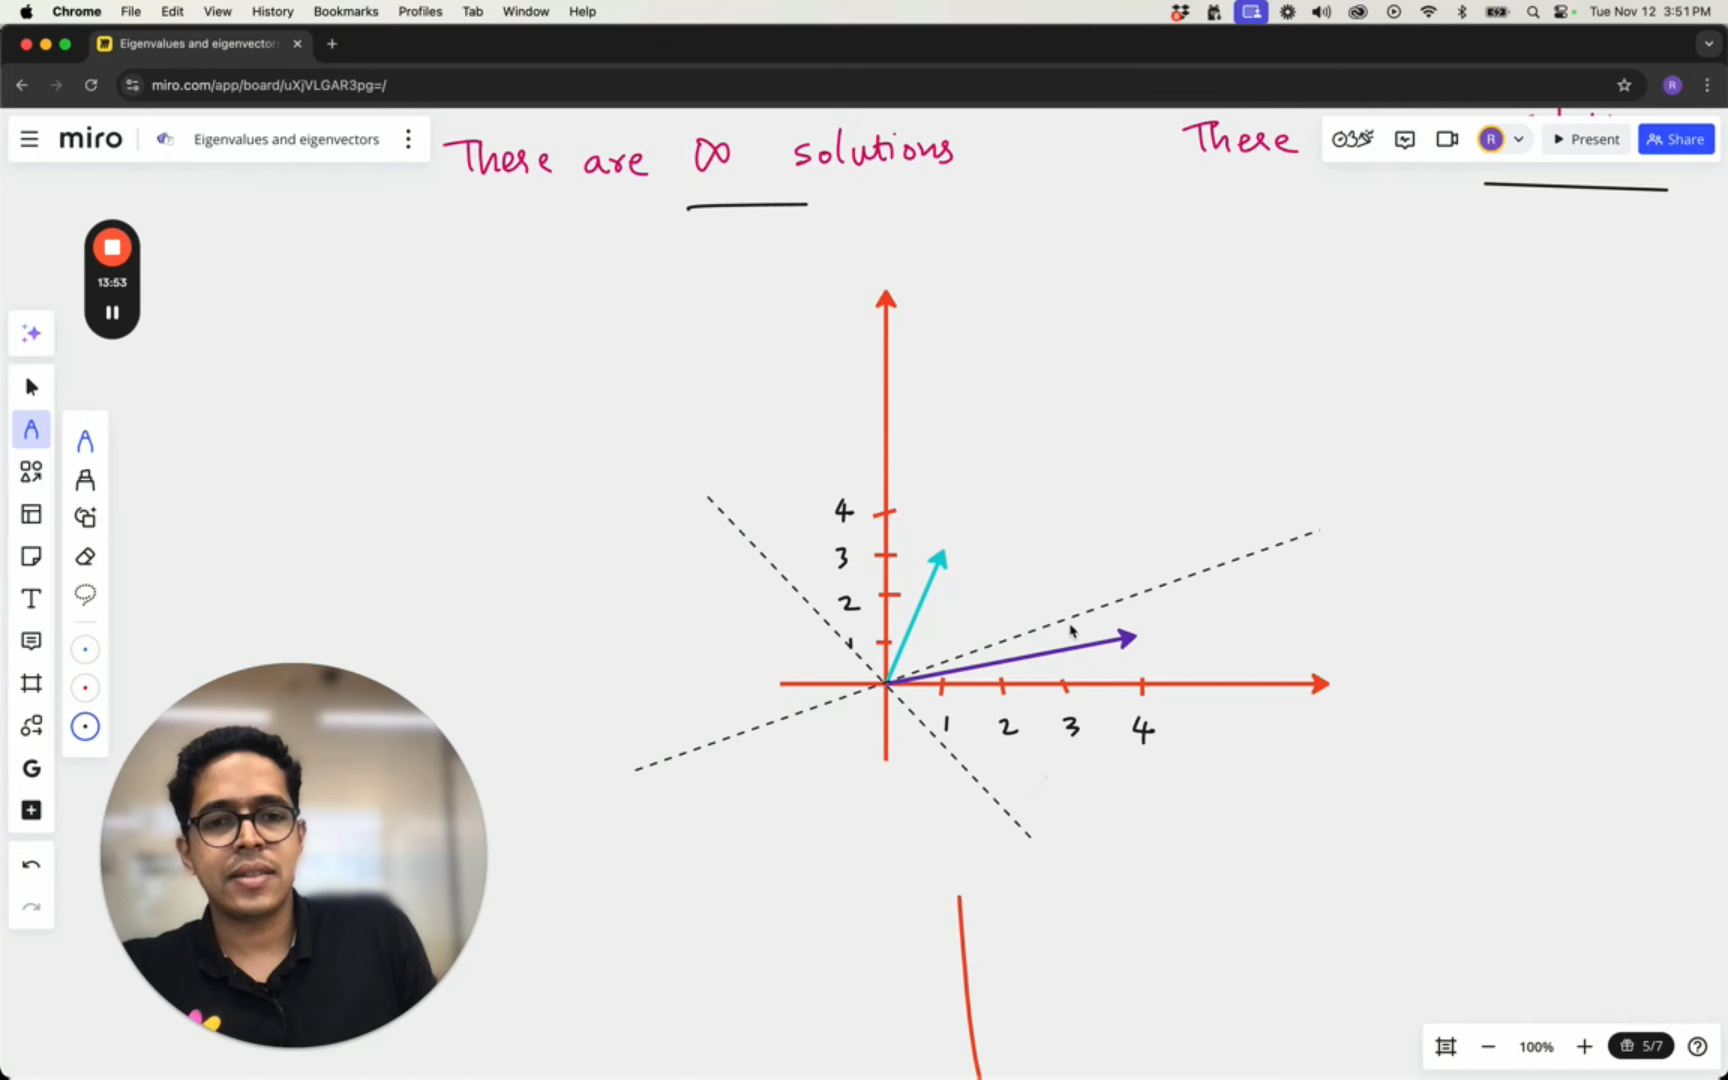 Chrome File Edit View History Bookmarks Profiles Tab Window Help Tue Nov 12 3:51 PM
Eigenvalues and eigenvector
miro.com/app/board/uXjVLGAR3pg=/
miro Eigenvalues and eigenvectors
R Present Share
There are ∞ solutions
There
13:53
4
3
2
1
1 2 3 4
T
G
100% 5/7